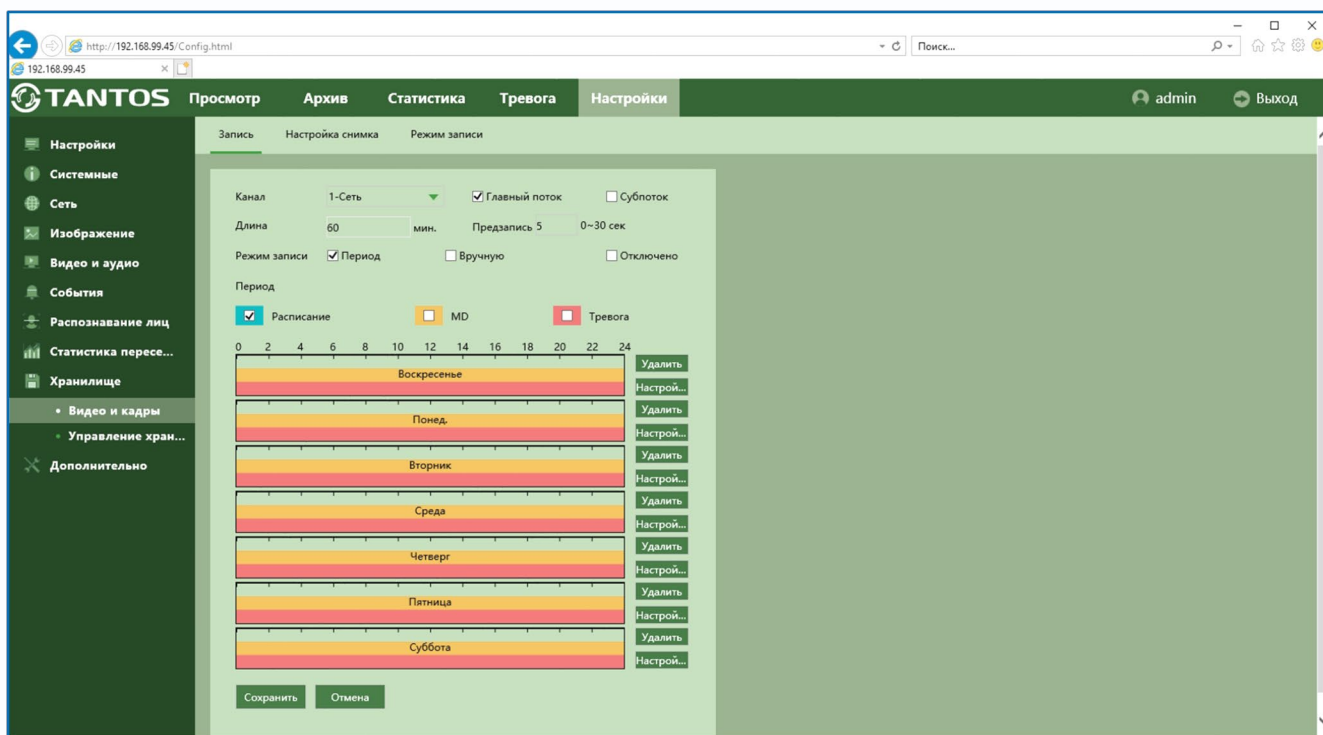 http://192.168.99.45/Config.html Поиск...
192.168.99.45
TANTOS Просмотр Архив Статистика Тревога Настройки admin Выход
Запись Настройка снимка Режим записи
Настройки
Системные
Сеть
Изображение
Видео и аудио
События
Распознавание лиц
Статистика пересе...
Хранилище
• Видео и кадры
• Управление хран...
Дополнительно
Канал 1-Сеть Главный поток Субпоток
Длина 60 мин. Предзапись 5 0~30 сек
Режим записи Период Вручную Отключено
Период
Расписание MD Тревога
0 2 4 6 8 10 12 14 16 18 20 22 24
Воскресенье Удалить
Настрой...
Понед. Удалить
Настрой...
Вторник Удалить
Настрой...
Среда Удалить
Настрой...
Четверг Удалить
Настрой...
Пятница Удалить
Настрой...
Суббота Удалить
Настрой...
Сохранить Отмена